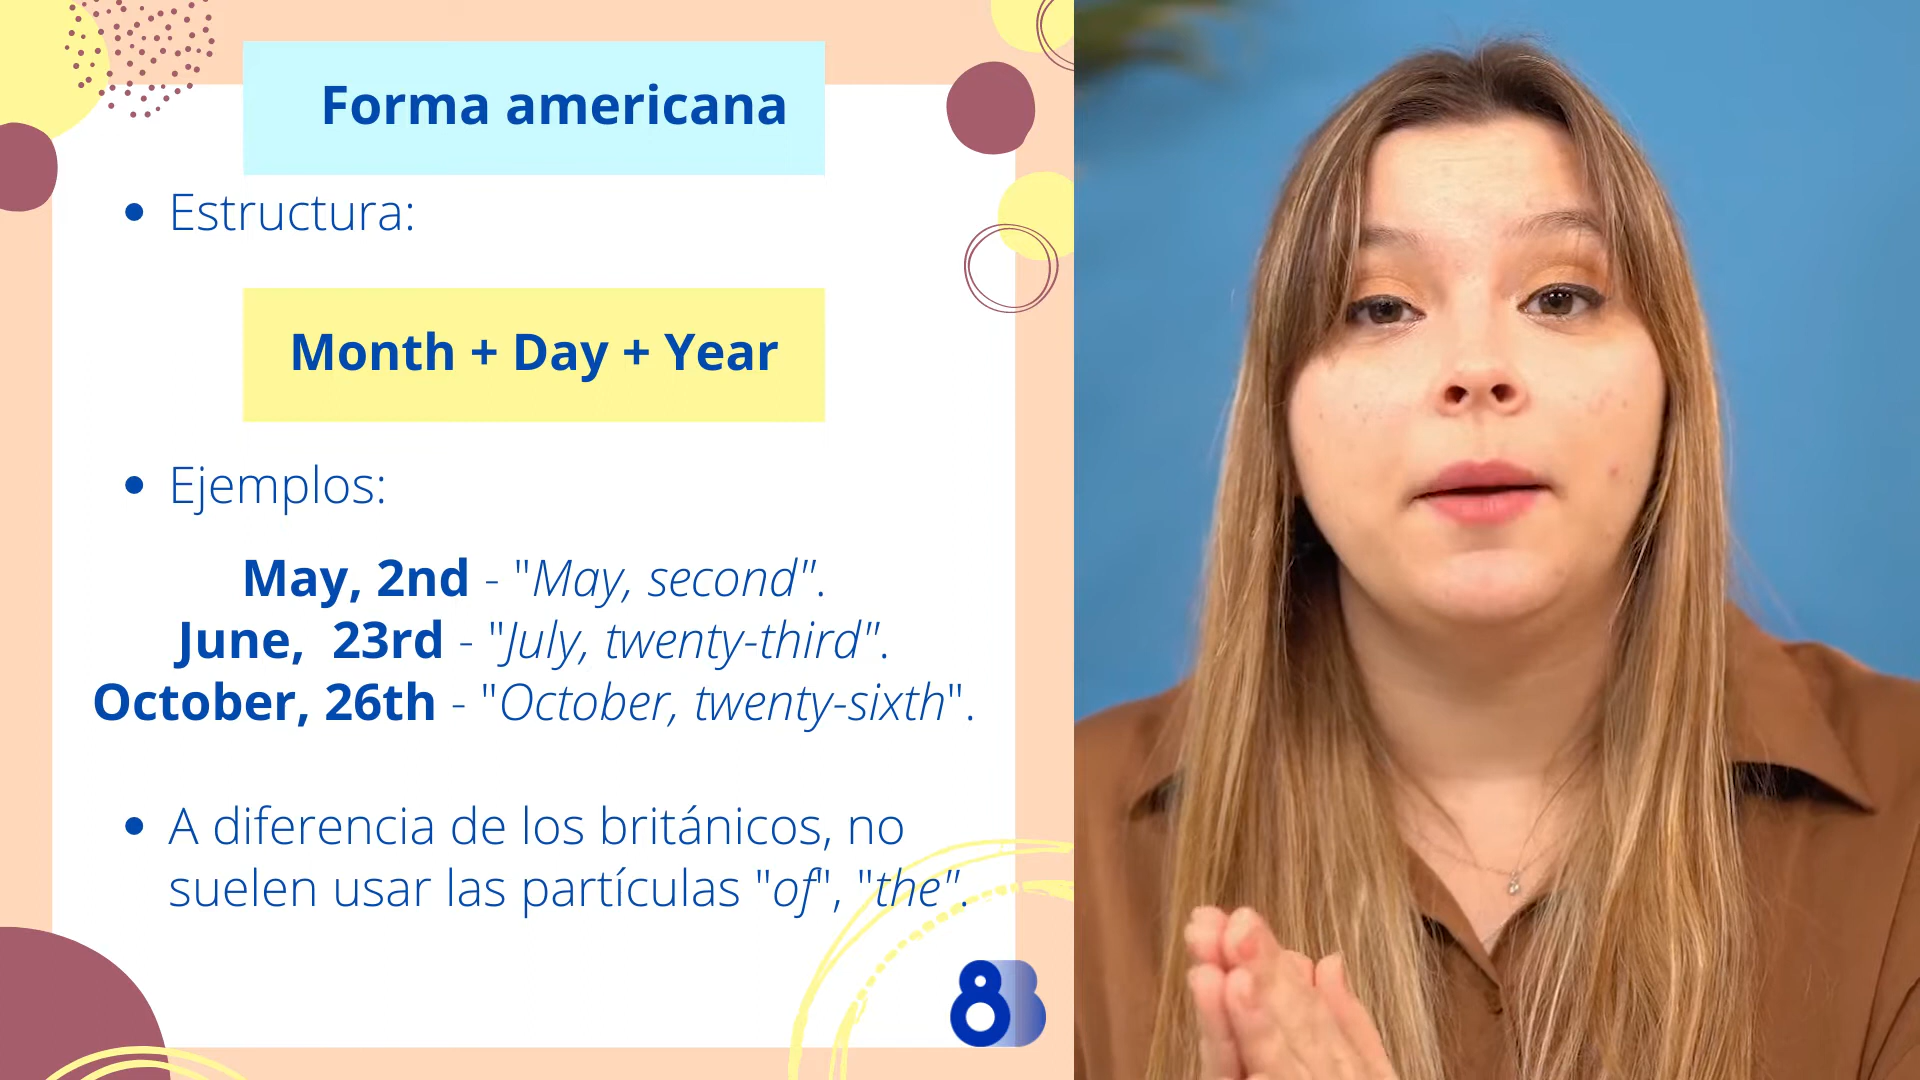 Forma americana
Estructura:
Month + Day + Year
Ejemplos:
May, 2nd - "May, second".
June,  23rd - "July, twenty-third".
October, 26th - "October, twenty-sixth".
A diferencia de los británicos, no
suelen usar las partículas "of", "the".
8